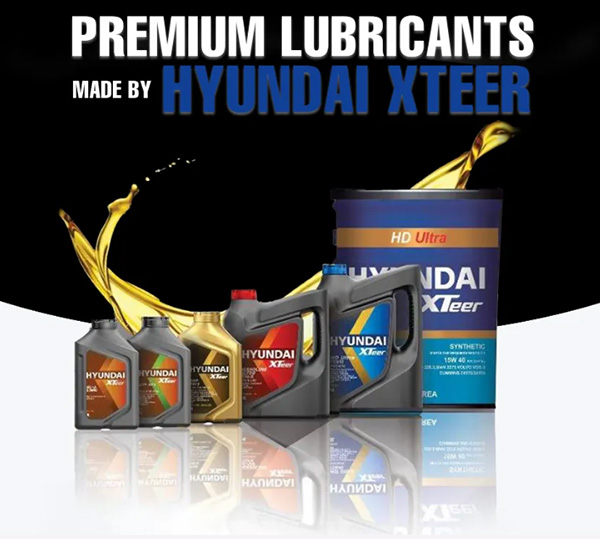 PREMIUM LUBRICANTS
MADE BY HYUNDAI XTEER
HD Ultra
HYUNDAI
XTeer
SYNTHETIC
15W 40
HYUNDAI
XTeer
HYUNDAI
XTeer
HYUNDAI
XTeer
HYUNDAI
XTeer
HYUNDAI
XTeer